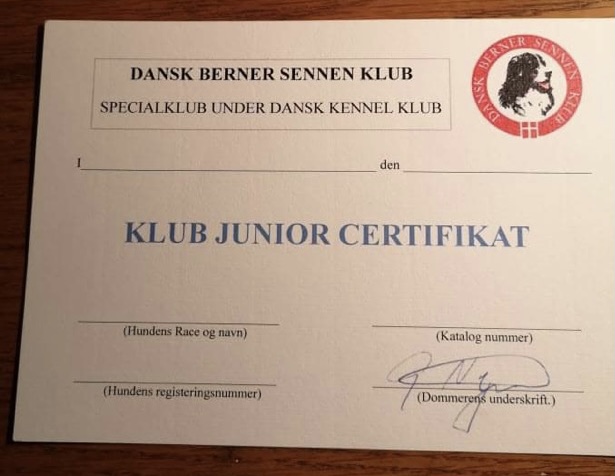 DANSK BERNER SENNEN KLUB
SPECIALKLUB UNDER DANSK KENNEL KLUB
DANSK BERNER SENNEN KLUB
I den
KLUB JUNIOR CERTIFIKAT
(Hundens Race og navn)
(Katalog nummer)
(Hundens registeringsnummer)
(Dommerens underskrift.)